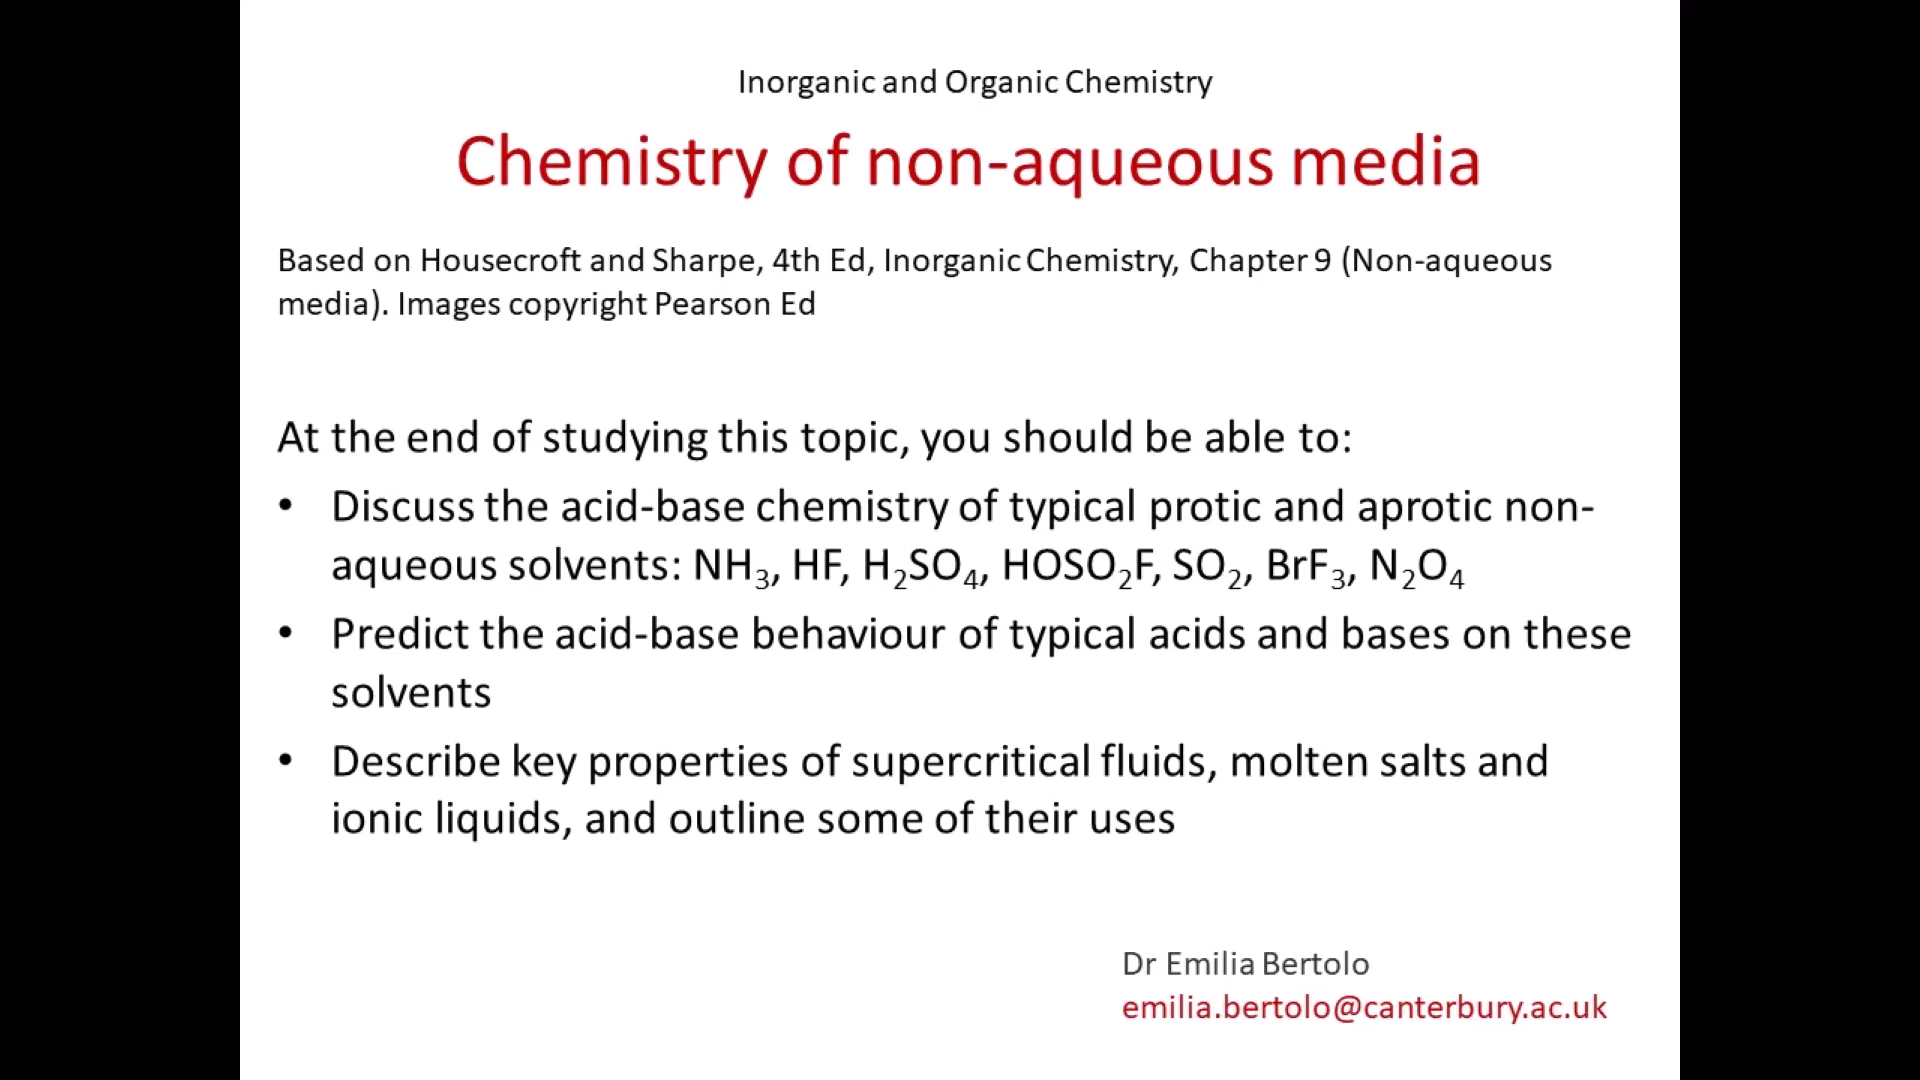 Inorganic and Organic Chemistry
Chemistry of non-aqueous media
Based on Housecroft and Sharpe, 4th Ed, Inorganic Chemistry, Chapter 9 (Non-aqueous
media). Images copyright Pearson Ed
At the end of studying this topic, you should be able to:
• Discuss the acid-base chemistry of typical protic and aprotic non-
aqueous solvents: NH₃, HF, H₂SO₄, HOSO₂F, SO₂, BrF₃, N₂O₄
• Predict the acid-base behaviour of typical acids and bases on these
solvents
• Describe key properties of supercritical fluids, molten salts and
ionic liquids, and outline some of their uses
Dr Emilia Bertolo
emilia.bertolo@canterbury.ac.uk